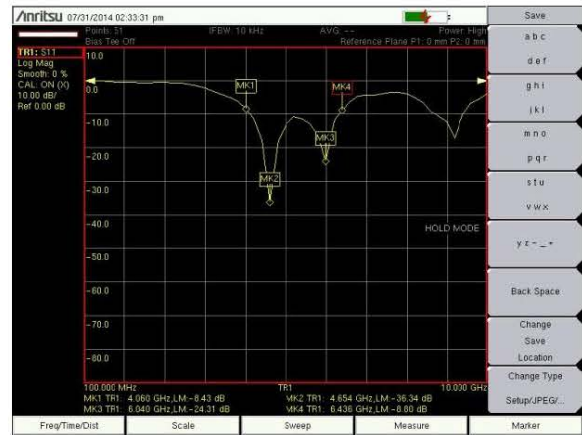 Anritsu 07/31/2014 02:33:31 pm
Save
Points: 51 IFBW: 10 kHz AVG: -- Power: High
Bias Tee Off Reference Plane P1: 0 mm P2: 0 mm
TR1: S11
Log Mag
Smooth: 0 %
CAL: ON (X)
10.00 dB/
Ref 0.00 dB
10.0
0.0
-10.0
-20.0
-30.0
-40.0
-50.0
-60.0
-70.0
-80.0
MK1
MK2
MK3
MK4
HOLD MODE
100.000 MHz TR1 10.030 GHz
MK1 TR1: 4.060 GHz,LM:-8.43 dB MK2 TR1: 4.654 GHz,LM:-36.34 dB
MK3 TR1: 6.040 GHz,LM:-24.31 dB MK4 TR1: 6.436 GHz,LM:-8.80 dB
a b c
d e f
g h i
j k l
m n o
p q r
s t u
v w x
y z - _ +
Back Space
Change
Save
Location
Change Type
Setup/JPEG/...
Freq/Time/Dist Scale Sweep Measure Marker